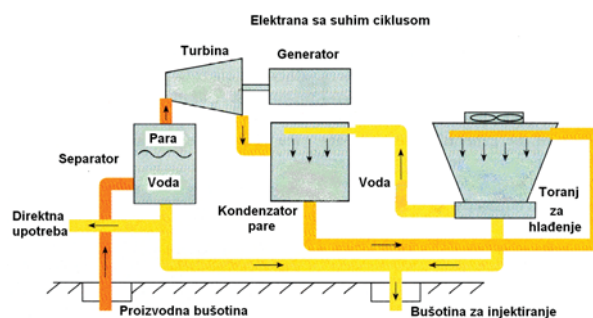 Elektrana sa suhim ciklusom
Turbina
Generator
Para
Separator
Voda
Voda
Kondenzator
pare
Toranj
za
hlađenje
Direktna
upotreba
Proizvodna bušotina
Bušotina za injektiranje